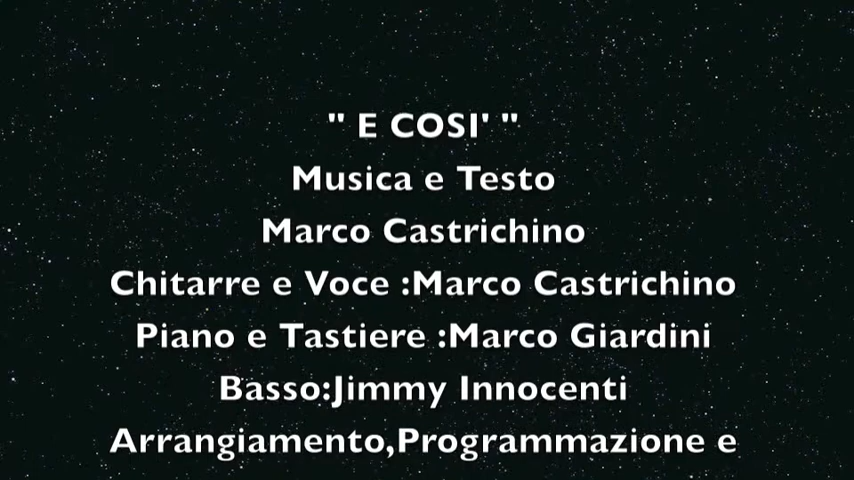 " E COSI' "
Musica e Testo
Marco Castrichino
Chitarre e Voce :Marco Castrichino
Piano e Tastiere :Marco Giardini
Basso:Jimmy Innocenti
Arrangiamento,Programmazione e